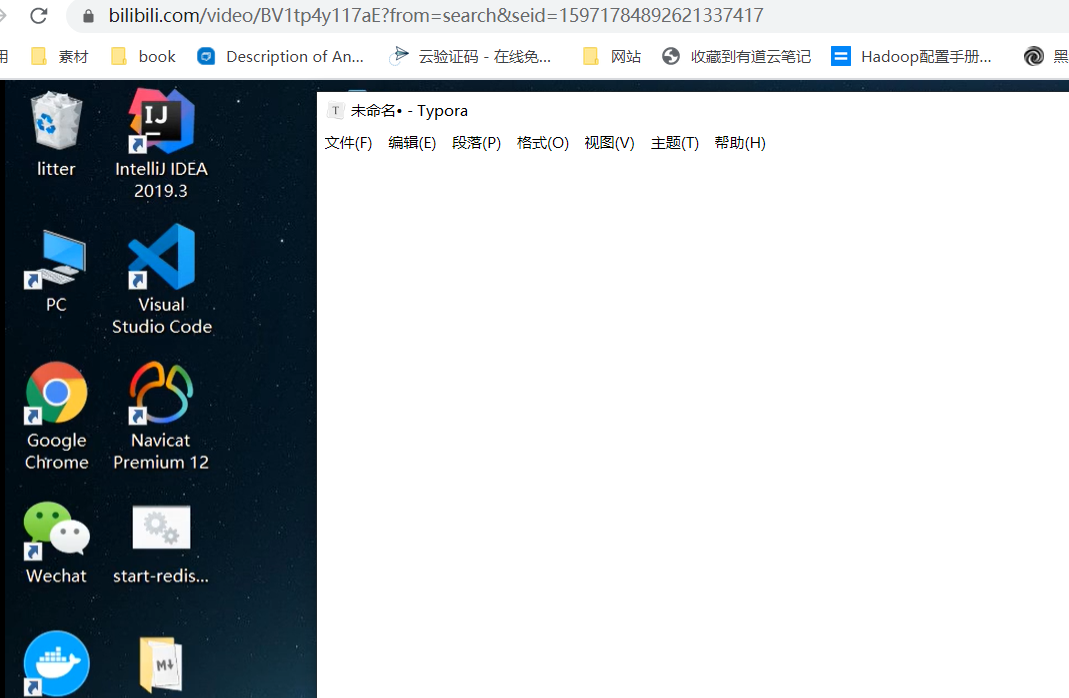 bilibili.com/video/BV1tp4y117aE?from=search&seid=15971784892621337417
用 素材 book Description of An... 云验证码 - 在线免... 网站 收藏到有道云笔记 Hadoop配置手册... 黑
T 未命名• - Typora
文件(F) 编辑(E) 段落(P) 格式(O) 视图(V) 主题(T) 帮助(H)
IJ
litter
IntelliJ IDEA
2019.3
PC
Visual
Studio Code
Google
Chrome
Navicat
Premium 12
Wechat
start-redis...
M↓